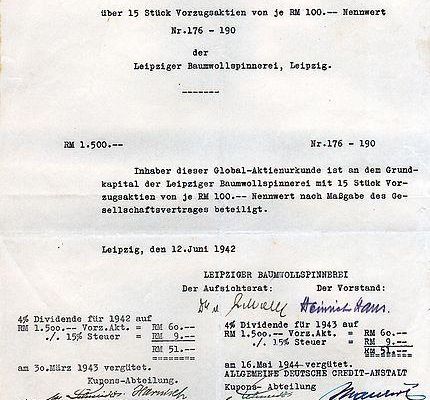 über 15 Stück Vorzugsaktien von je RM 100.-- Nennwert
Nr.176 - 190
der
Leipziger Baumwollspinnerei, Leipzig.
-------
RM 1.500.-- Nr.176 - 190
Inhaber dieser Global-Aktienurkunde ist an dem Grund-
kapital der Leipziger Baumwollspinnerei mit 15 Stück Vor-
zugsaktien von je RM 100.-- Nennwert nach Maßgabe des Ge-
sellschaftsvertrages beteiligt.
Leipzig, den 12.Juni 1942
LEIPZIGER BAUMWOLLSPINNEREI
Der Aufsichtsrat: Der Vorstand:
Heinrich Hans.
4% Dividende für 1942 auf
RM 1.500.-- Vorz.Akt. = RM 60.--
./. 15% Steuer = RM 9.--
RM 51.--
am 30.März 1943 vergütet.
Kupons-Abteilung.
4% Dividende für 1943 auf
RM 1.500.-- Vorz.Akt. = RM 60.--
./. 15% Steuer = RM 9.--
RM 51.--
am 16.Mai 1944 vergütet.
ALLGEMEINE DEUTSCHE CREDIT-ANSTALT
Kupons- Abteilung